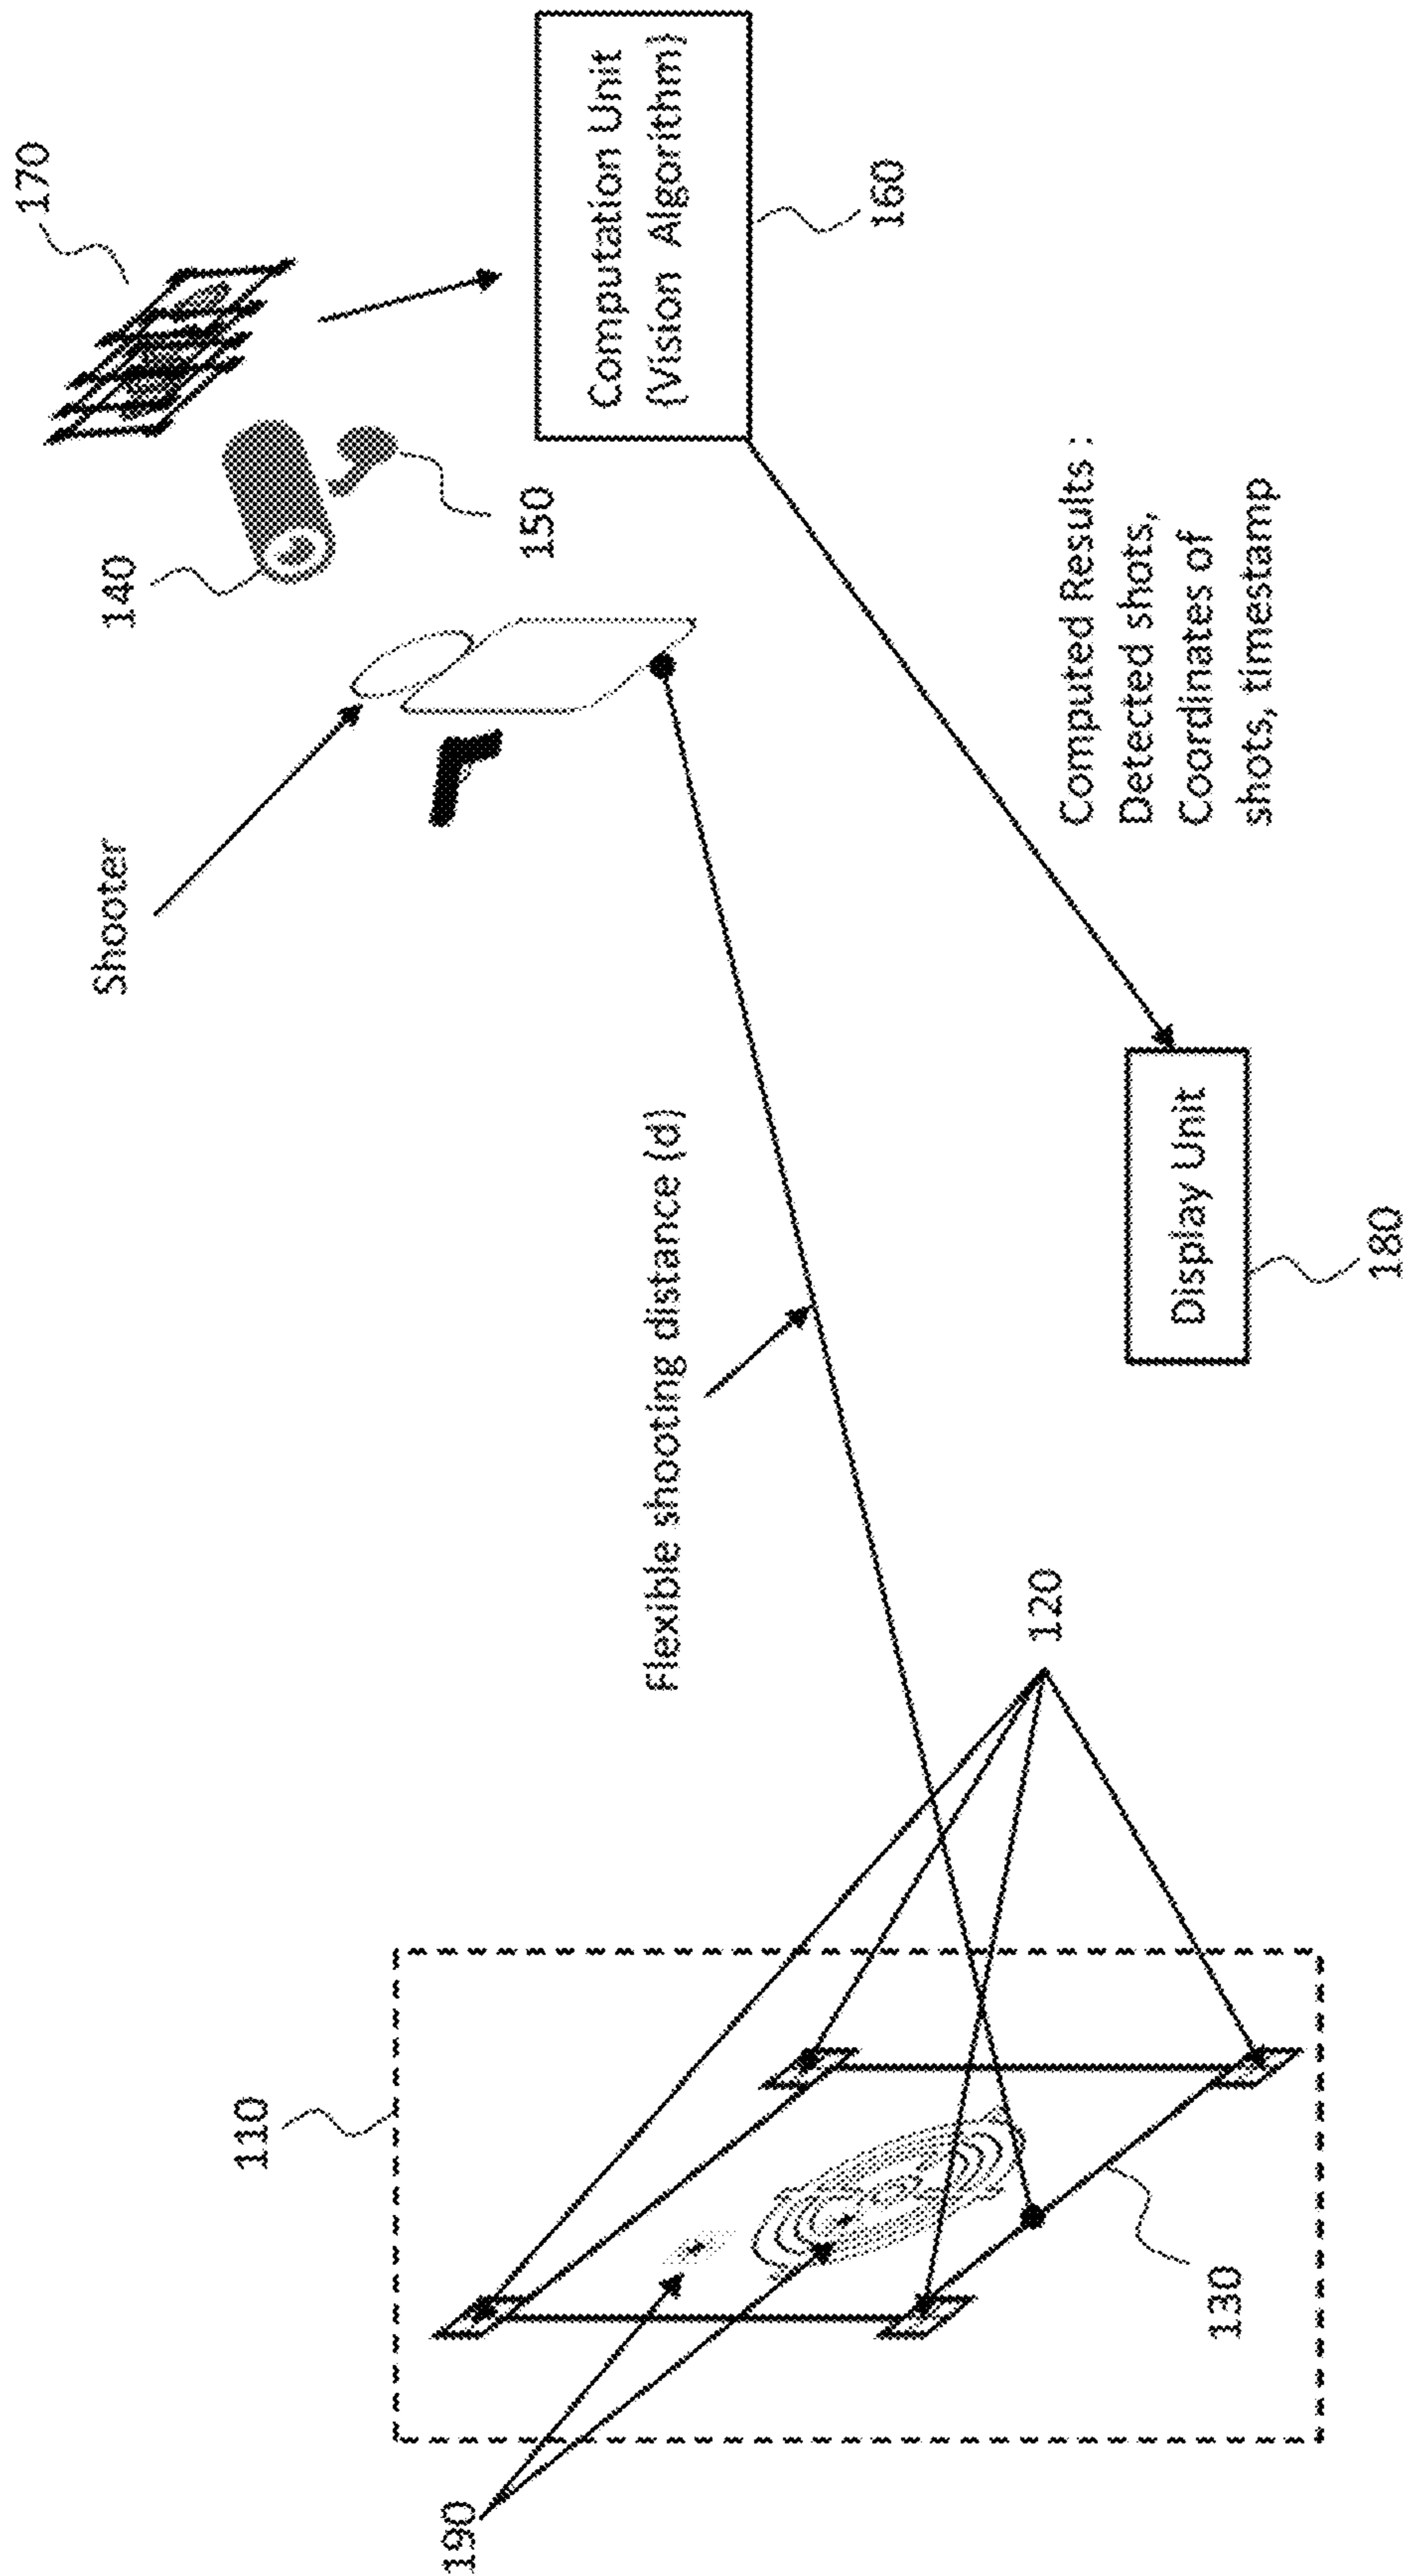 170
140
Shooter
150
Computation Unit
(Vision Algorithm)
160
110
190
Flexible shooting distance (d)
120
130
Computed Results :
Detected shots,
Coordinates of
shots, timestamp
Display Unit
180